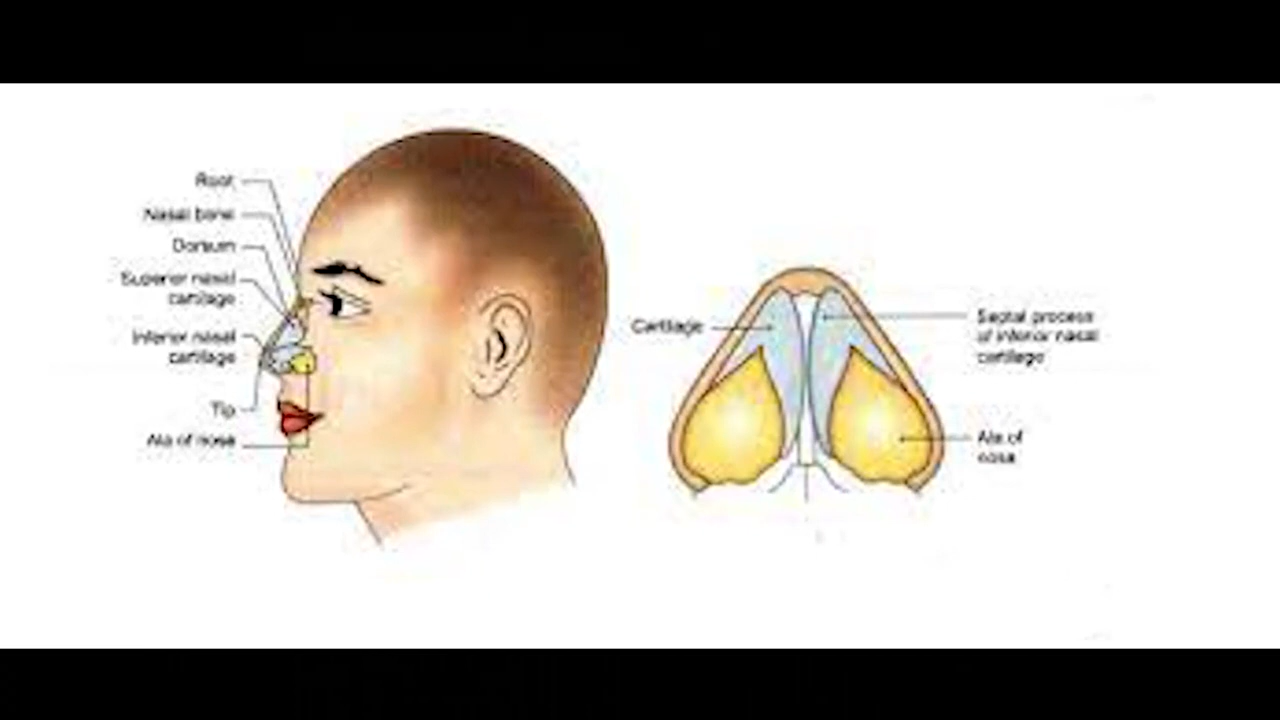 Root
Nasal bone
Dorsum
Superior nasal
cartilage
Inferior nasal
cartilage
Tip
Ala of nose
Cartilage
Septal process
of inferior nasal
cartilage
Ala of
nose